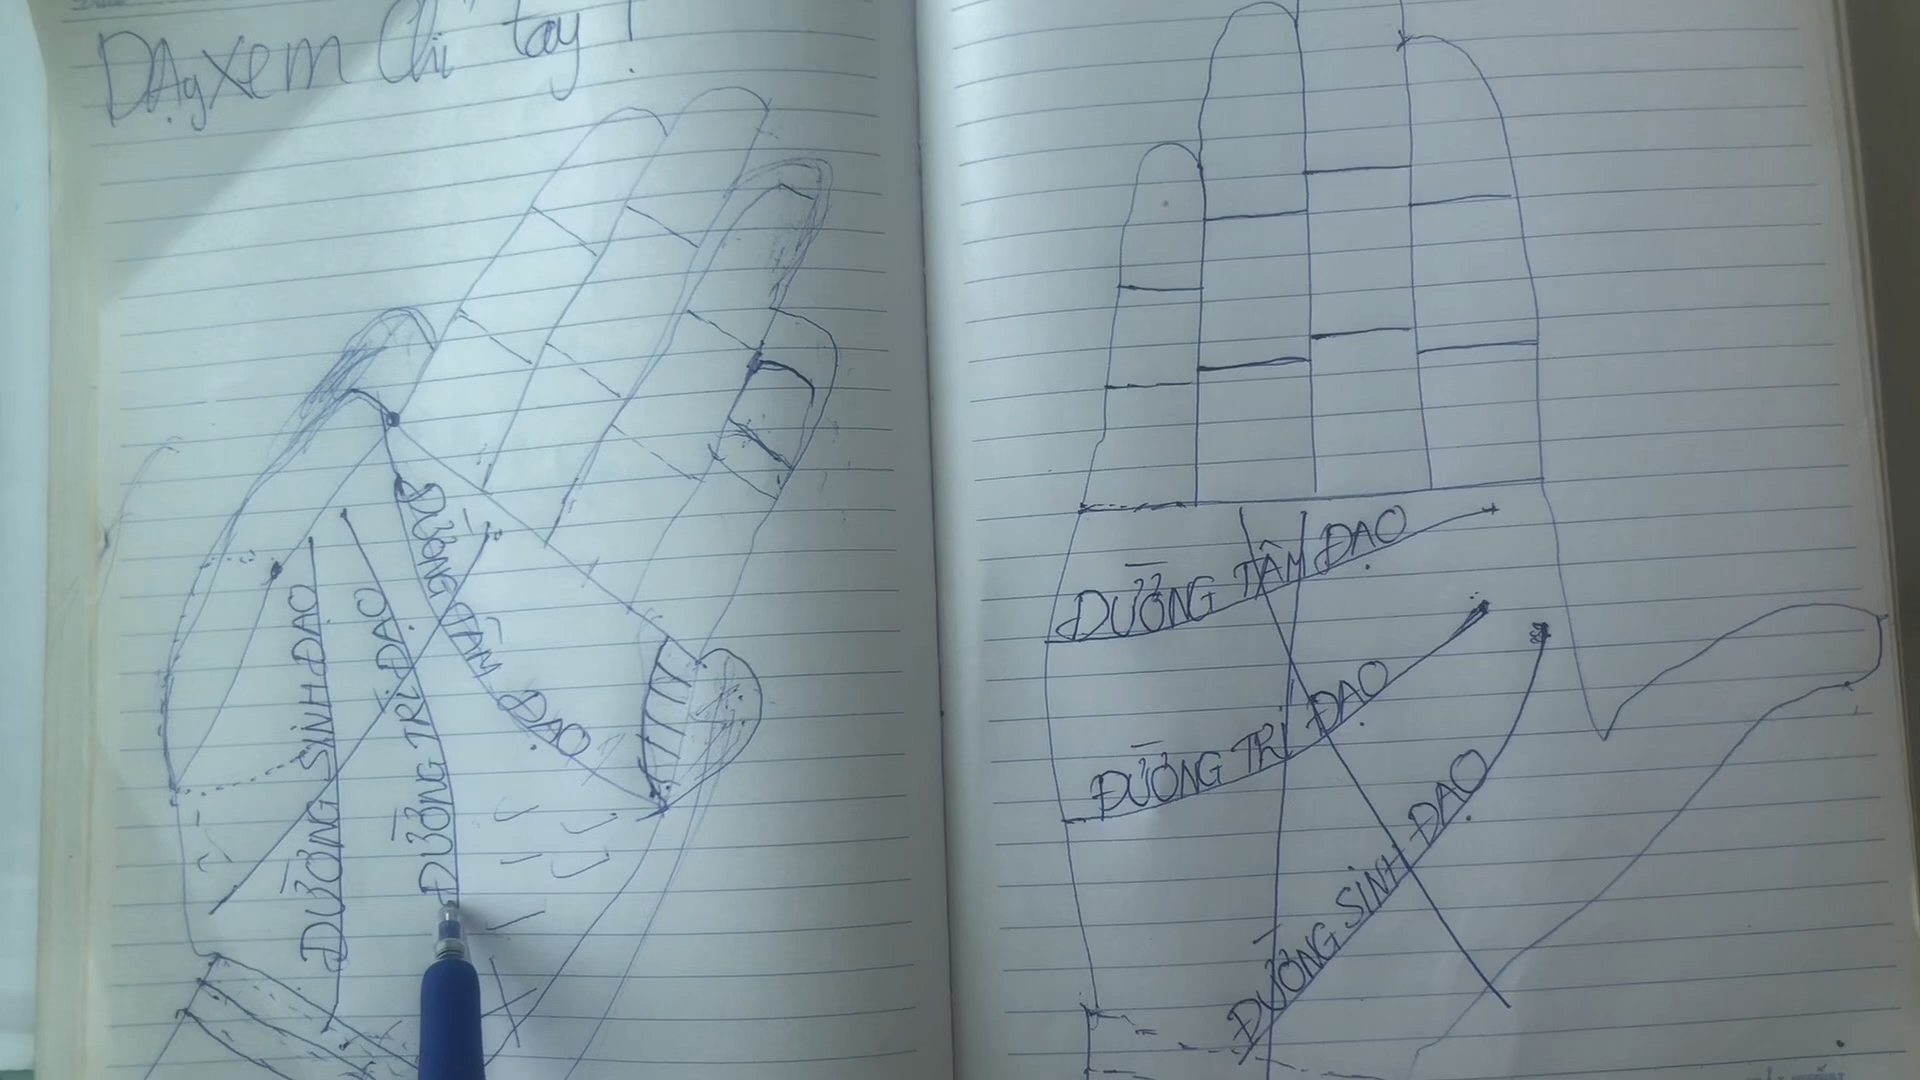 DẠy xem Chỉ tay !
ĐƯỜNG SINH ĐẠO
ĐƯỜNG TRÍ ĐẠO
ĐƯỜNG TÂM ĐẠO
ĐƯỜNG TÂM ĐẠO
ĐƯỜNG TRÍ ĐẠO
ĐƯỜNG SINH ĐẠO